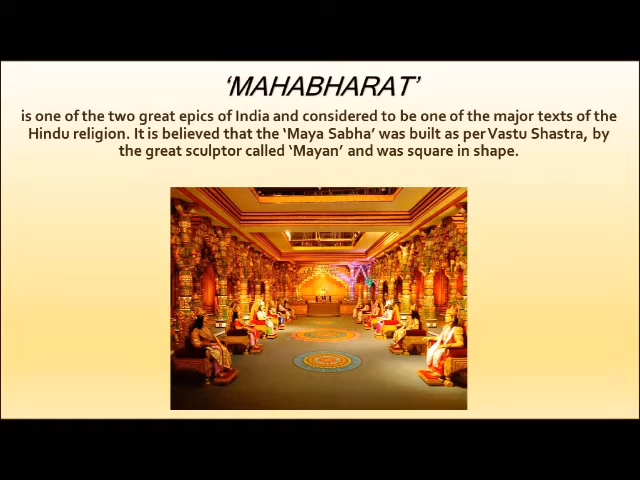 ‘MAHABHARAT’
is one of the two great epics of India and considered to be one of the major texts of the
Hindu religion. It is believed that the ‘Maya Sabha’ was built as per Vastu Shastra, by
the great sculptor called ‘Mayan’ and was square in shape.